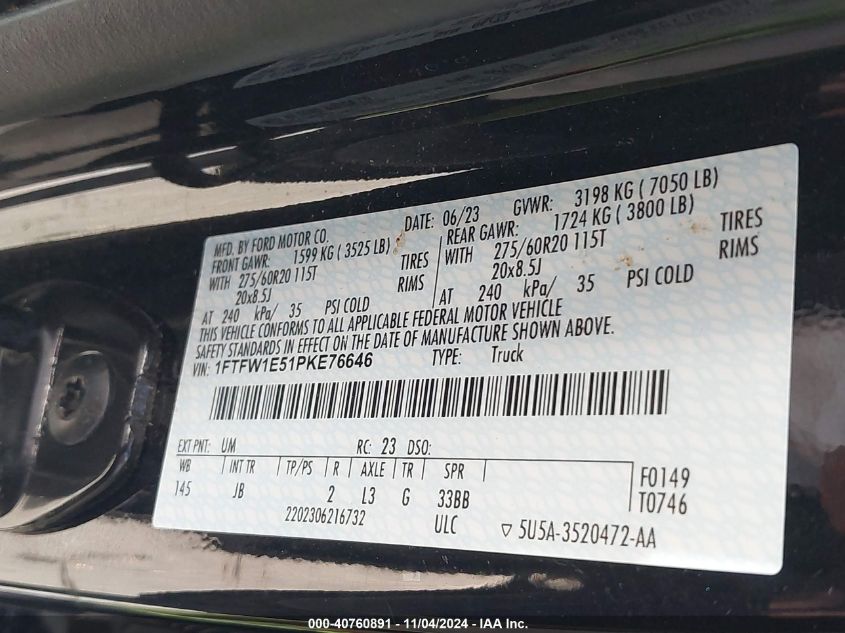 MFD. BY FORD MOTOR CO.
DATE: 06/23 GVWR: 3198 KG ( 7050 LB)
FRONT GAWR: 1599 KG ( 3525 LB)
REAR GAWR: 1724 KG ( 3800 LB)
WITH 275/60R20 115T TIRES
WITH 275/60R20 115T TIRES
20x8.5J RIMS
20x8.5J RIMS
AT 240 kPa/ 35 PSI COLD
AT 240 kPa/ 35 PSI COLD
THIS VEHICLE CONFORMS TO ALL APPLICABLE FEDERAL MOTOR VEHICLE
SAFETY STANDARDS IN EFFECT ON THE DATE OF MANUFACTURE SHOWN ABOVE.
VIN: 1FTFW1E51PKE76646 TYPE: Truck
EXT PNT: UM RC: 23 DSO:
WB INT TR TP/PS R AXLE TR SPR
145 JB 2 L3 G 33BB
F0149
T0746
2202306216732 ULC
▽ 5U5A-3520472-AA
000-40760891 - 11/04/2024 - IAA Inc.